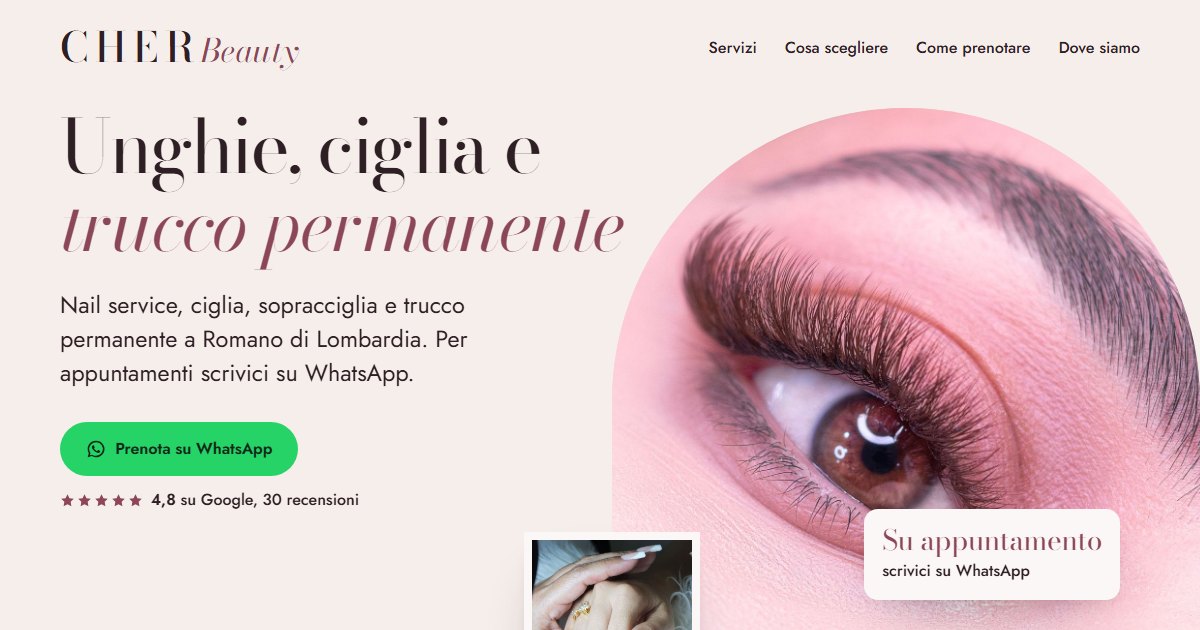 CHER Beauty
Servizi Cosa scegliere Come prenotare Dove siamo
Unghie, ciglia e
trucco permanente
Nail service, ciglia, sopracciglia e trucco
permanente a Romano di Lombardia. Per
appuntamenti scrivici su WhatsApp.
Prenota su WhatsApp
4,8 su Google, 30 recensioni
Su appuntamento
scrivici su WhatsApp